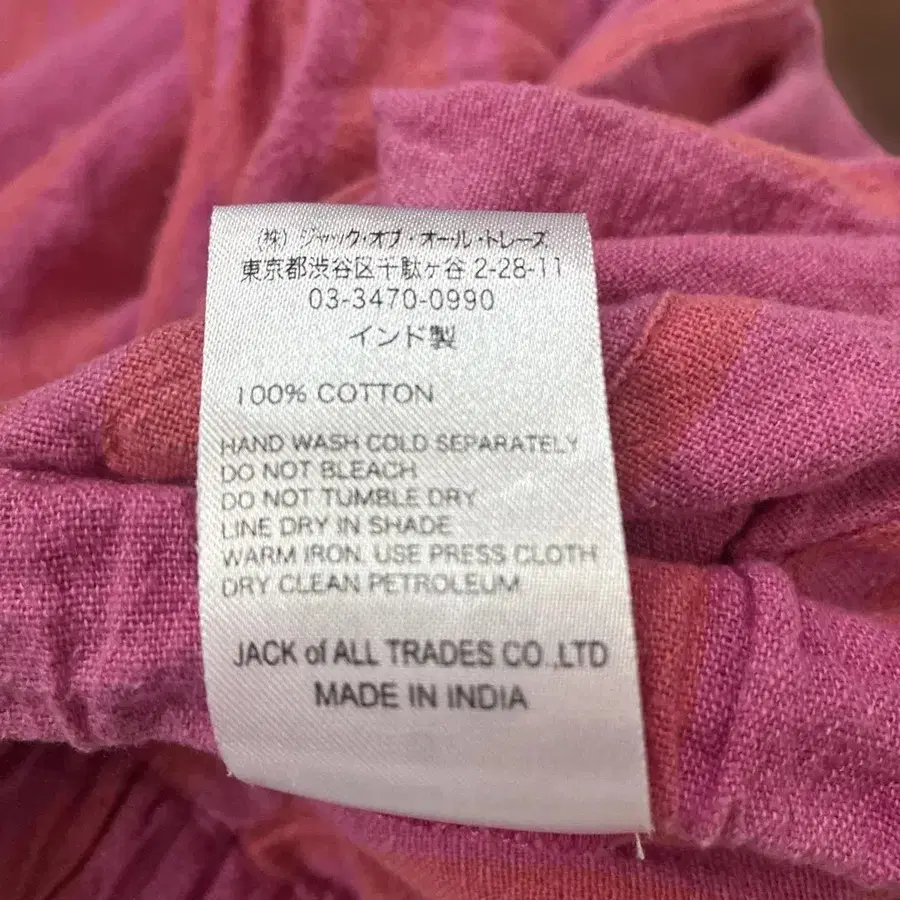 (株) ジャック・オブ・オール・トレーズ
東京都渋谷区千駄ヶ谷 2-28-11
03-3470-0990
インド製
100% COTTON
HAND WASH COLD SEPARATELY
DO NOT BLEACH
DO NOT TUMBLE DRY
LINE DRY IN SHADE
WARM IRON. USE PRESS CLOTH
DRY CLEAN PETROLEUM
JACK of ALL TRADES CO.,LTD
MADE IN INDIA